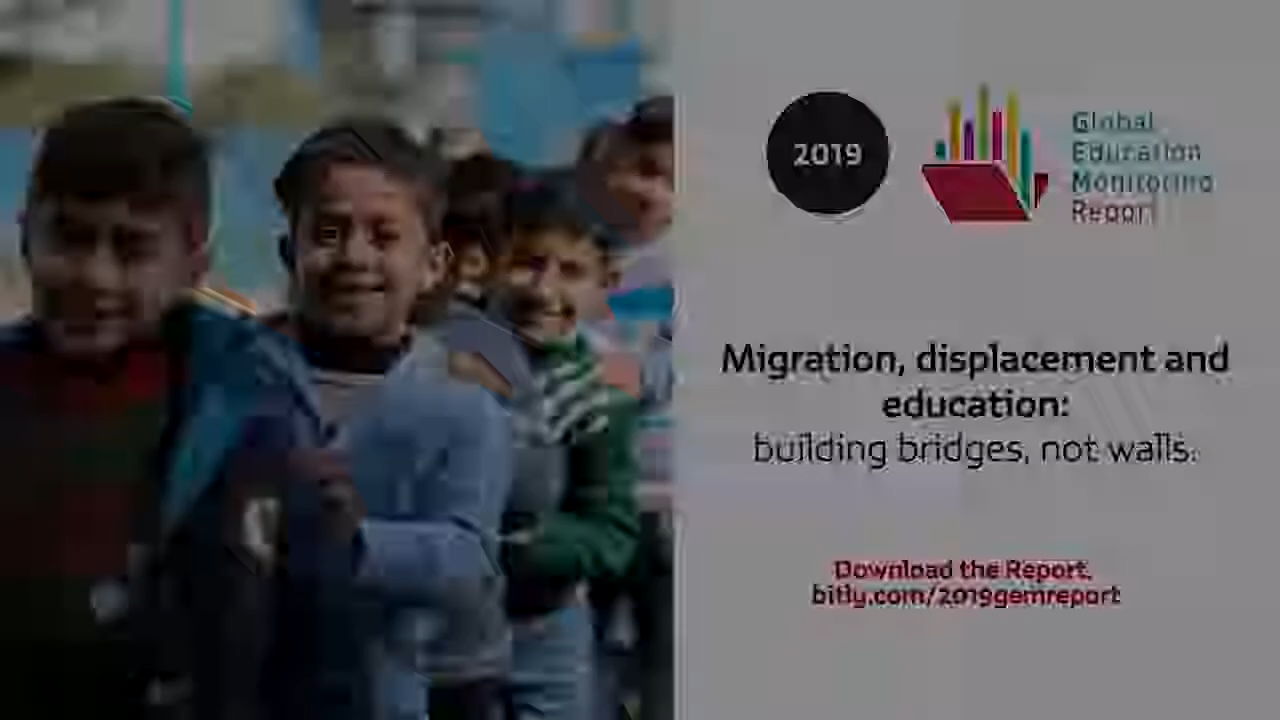 2019
Global
Education
Monitoring
Report
Migration, displacement and
education:
building bridges, not walls.
Download the Report.
bitly.com/2019gemreport